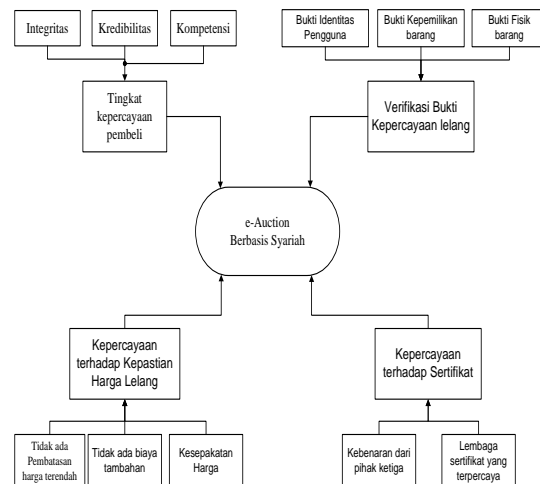 Integritas
Kredibilitas
Kompetensi
Bukti Identitas
Pengguna
Bukti Kepemilikan
barang
Bukti Fisik
barang
Tingkat
kepercayaan
pembeli
Verifikasi Bukti
Kepercayaan lelang
e-Auction
Berbasis Syariah
Kepercayaan
terhadap Kepastian
Harga Lelang
Kepercayaan
terhadap Sertifikat
Tidak ada
Pembatasan
harga terendah
Tidak ada biaya
tambahan
Kesepakatan
Harga
Kebenaran dari
pihak ketiga
Lembaga
sertifikat yang
terpercaya